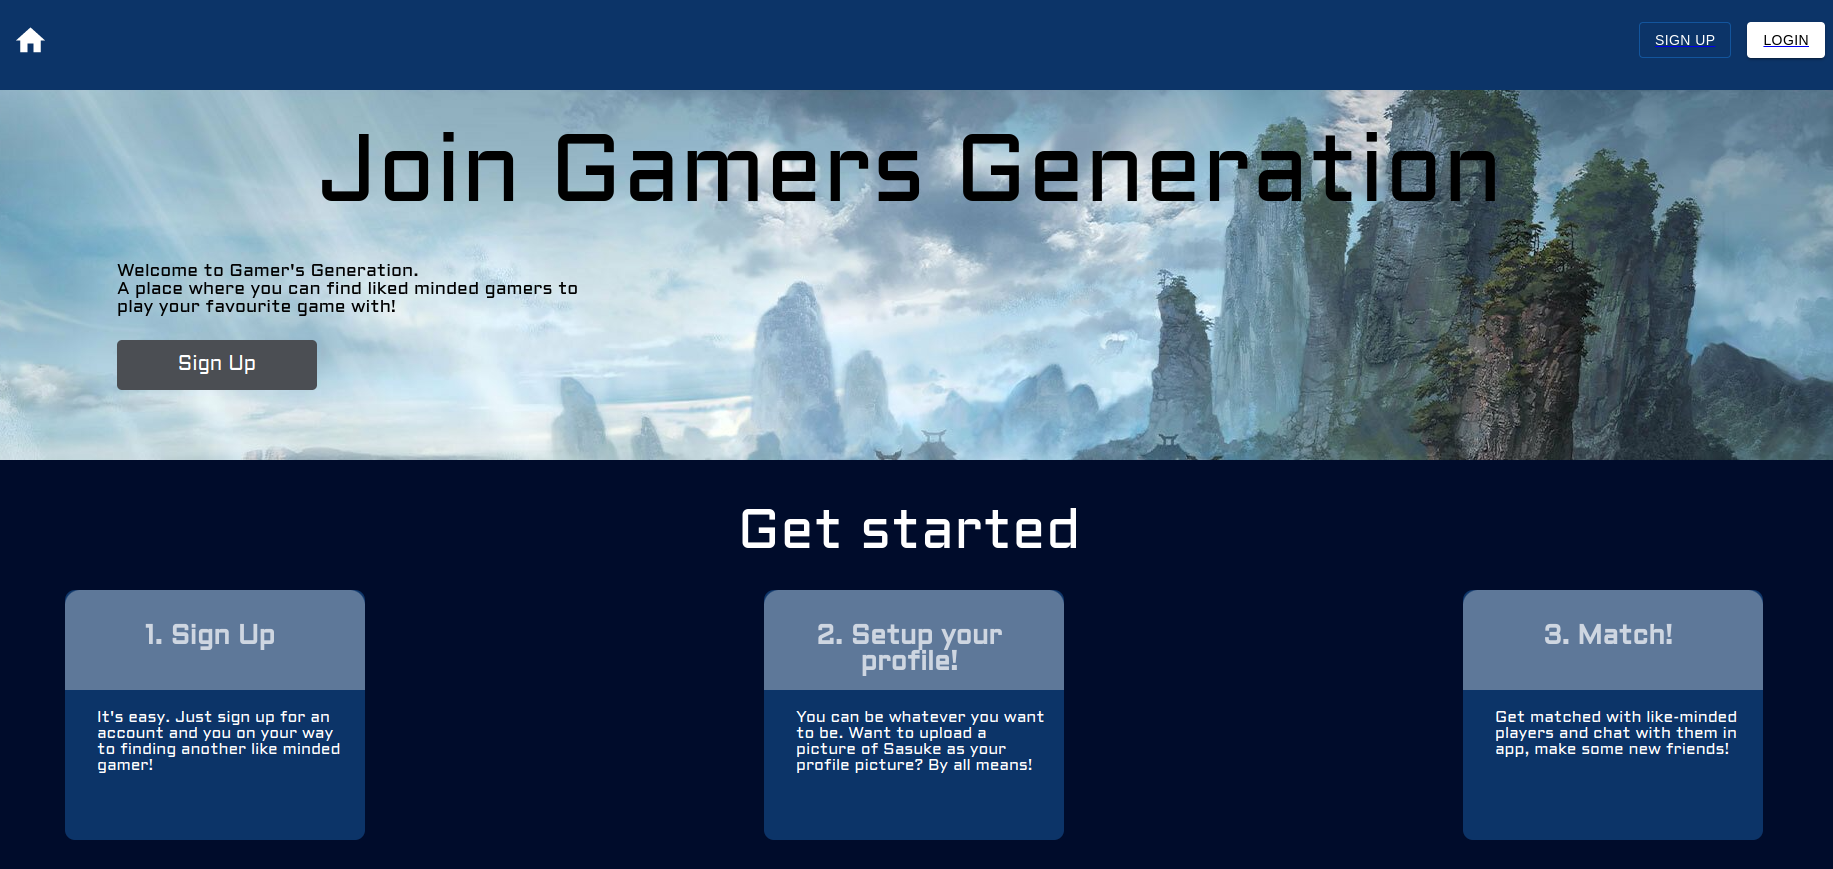 SIGN UP
LOGIN
Join Gamers Generation
Welcome to Gamer's Generation.
A place where you can find liked minded gamers to
play your favourite game with!
Sign Up
Get started
1. Sign Up
It's easy. Just sign up for an
account and you on your way
to finding another like minded
gamer!
2. Setup your
profile!
You can be whatever you want
to be. Want to upload a
picture of Sasuke as your
profile picture? By all means!
3. Match!
Get matched with like-minded
players and chat with them in
app, make some new friends!